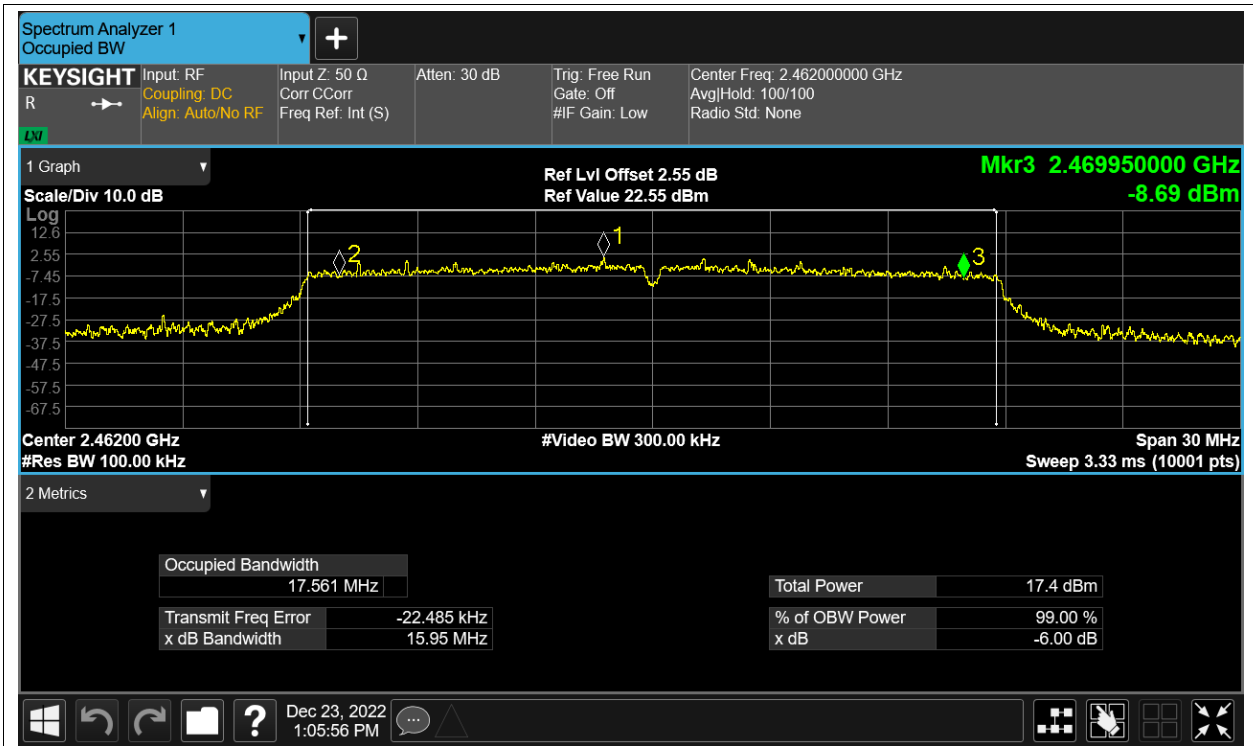 Spectrum Analyzer 1
Occupied BW
KEYSIGHT
R
LXI
Input: RF
Coupling: DC
Align: Auto/No RF
Input Z: 50 Ω
Corr CCorr
Freq Ref: Int (S)
Atten: 30 dB
Trig: Free Run
Gate: Off
#IF Gain: Low
Center Freq: 2.462000000 GHz
Avg|Hold: 100/100
Radio Std: None
1 Graph
Scale/Div 10.0 dB
Ref Lvl Offset 2.55 dB
Ref Value 22.55 dBm
Mkr3 2.469950000 GHz
-8.69 dBm
Log
12.6
2.55
-7.45
-17.5
-27.5
-37.5
-47.5
-57.5
-67.5
2
1
3
Center 2.46200 GHz
#Res BW 100.00 kHz
#Video BW 300.00 kHz
Span 30 MHz
Sweep 3.33 ms (10001 pts)
2 Metrics
Occupied Bandwidth
17.561 MHz
Transmit Freq Error -22.485 kHz
x dB Bandwidth 15.95 MHz
Total Power 17.4 dBm
% of OBW Power 99.00 %
x dB -6.00 dB
?
Dec 23, 2022
1:05:56 PM